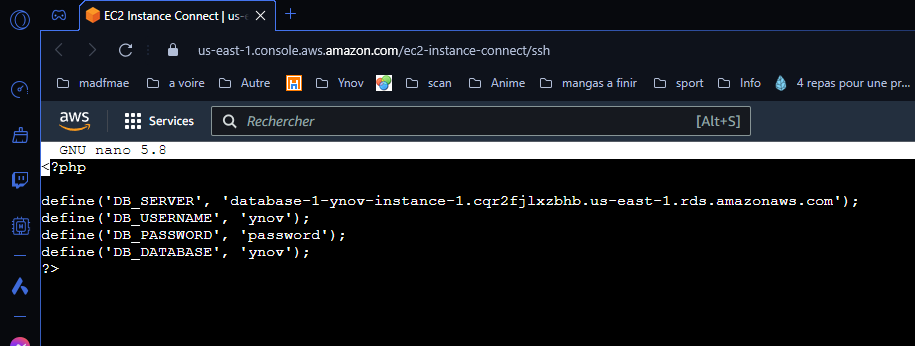 EC2 Instance Connect | us-e
us-east-1.console.aws.amazon.com/ec2-instance-connect/ssh
madfmae a voire Autre H Ynov scan Anime mangas a finir sport Info 4 repas pour une pr...
aws Services Rechercher [Alt+S]
GNU nano 5.8
<?php
define('DB_SERVER', 'database-1-ynov-instance-1.cqr2fjlxzbhb.us-east-1.rds.amazonaws.com');
define('DB_USERNAME', 'ynov');
define('DB_PASSWORD', 'password');
define('DB_DATABASE', 'ynov');
?>